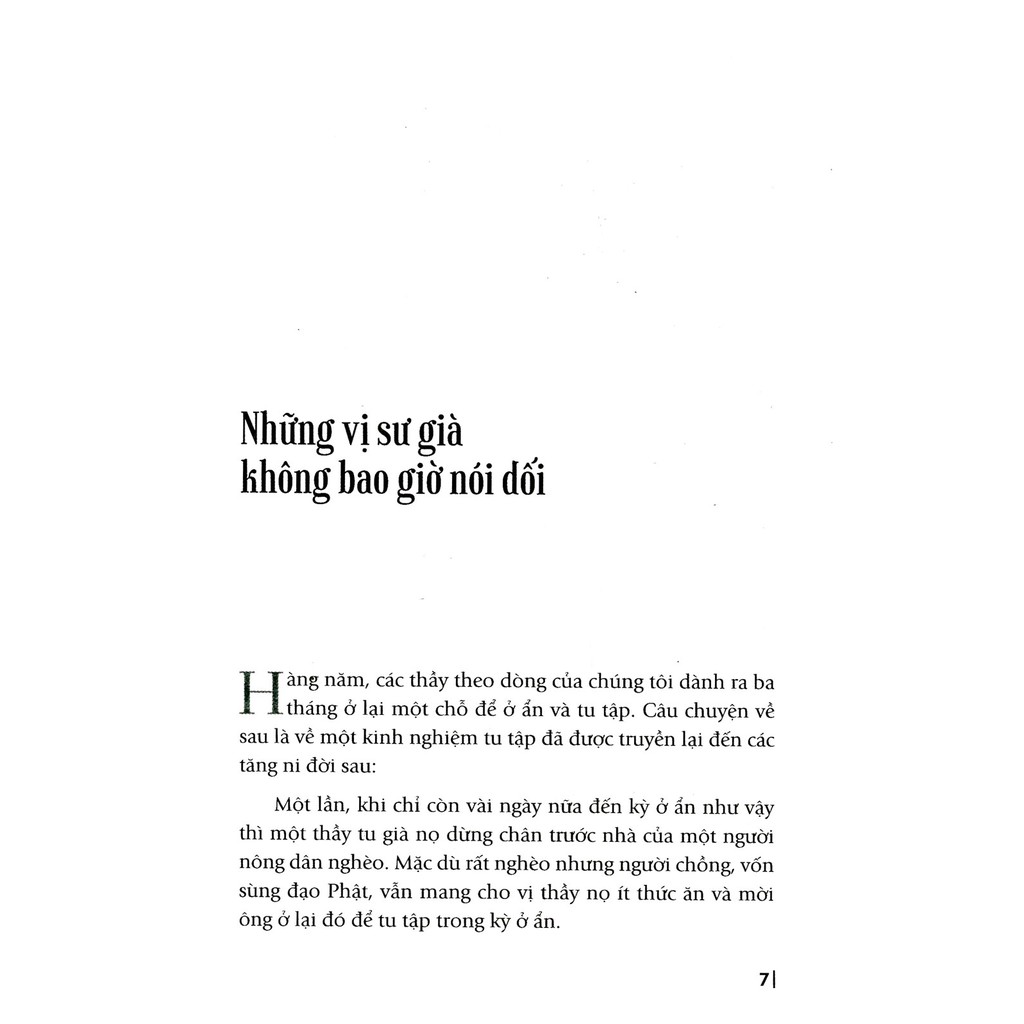 Những vị sư già
không bao giờ nói dối
Hàng năm, các thầy theo dòng của chúng tôi dành ra ba
tháng ở lại một chỗ để ở ẩn và tu tập. Câu chuyện về
sau là về một kinh nghiệm tu tập đã được truyền lại đến các
tăng ni đời sau:
Một lần, khi chỉ còn vài ngày nữa đến kỳ ở ẩn như vậy
thì một thầy tu già nọ dừng chân trước nhà của một người
nông dân nghèo. Mặc dù rất nghèo nhưng người chồng, vốn
sùng đạo Phật, vẫn mang cho vị thầy nọ ít thức ăn và mời
ông ở lại đó để tu tập trong kỳ ở ẩn.
7|